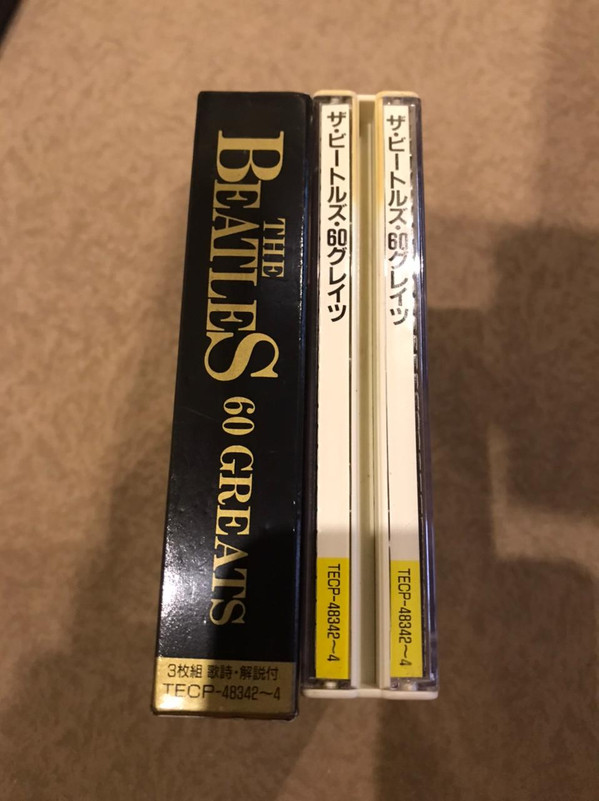 THE
BEATLES
60 GREATS
3枚組 歌詩・解説付
TECP-48342〜4
ザ・ビートルズ・60グレイツ
TECP-48342〜4
ザ・ビートルズ・60グレイツ
TECP-48342〜4